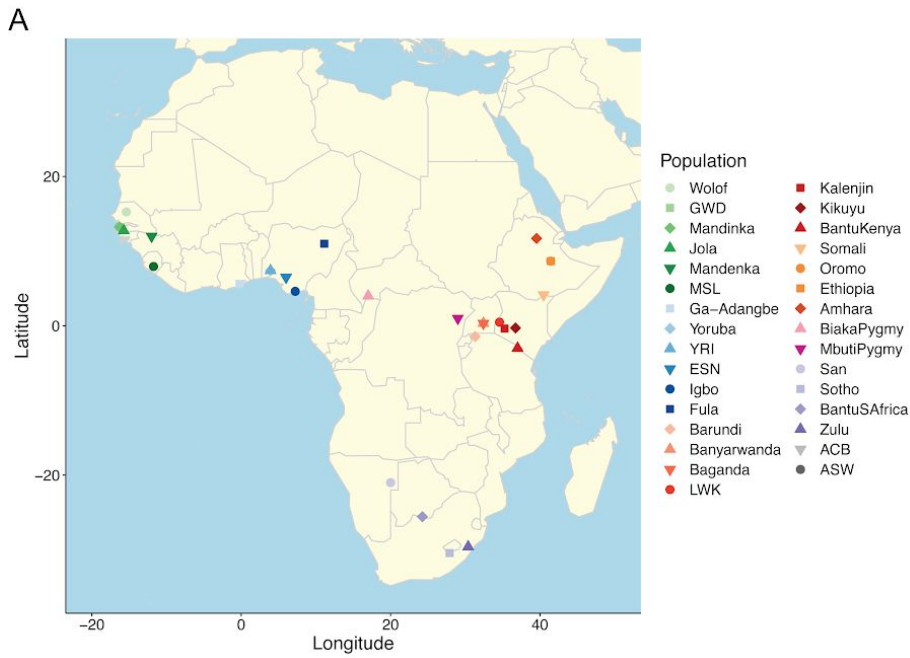 A
Latitude
20
0
−20
−20
0
20
40
Longitude
Population
Wolof
GWD
Mandinka
Jola
Mandenka
MSL
Ga−Adangbe
Yoruba
YRI
ESN
Igbo
Fula
Barundi
Banyarwanda
Baganda
LWK
Kalenjin
Kikuyu
BantuKenya
Somali
Oromo
Ethiopia
Amhara
BiakaPygmy
MbutiPygmy
San
Sotho
BantuSAfrica
Zulu
ACB
ASW